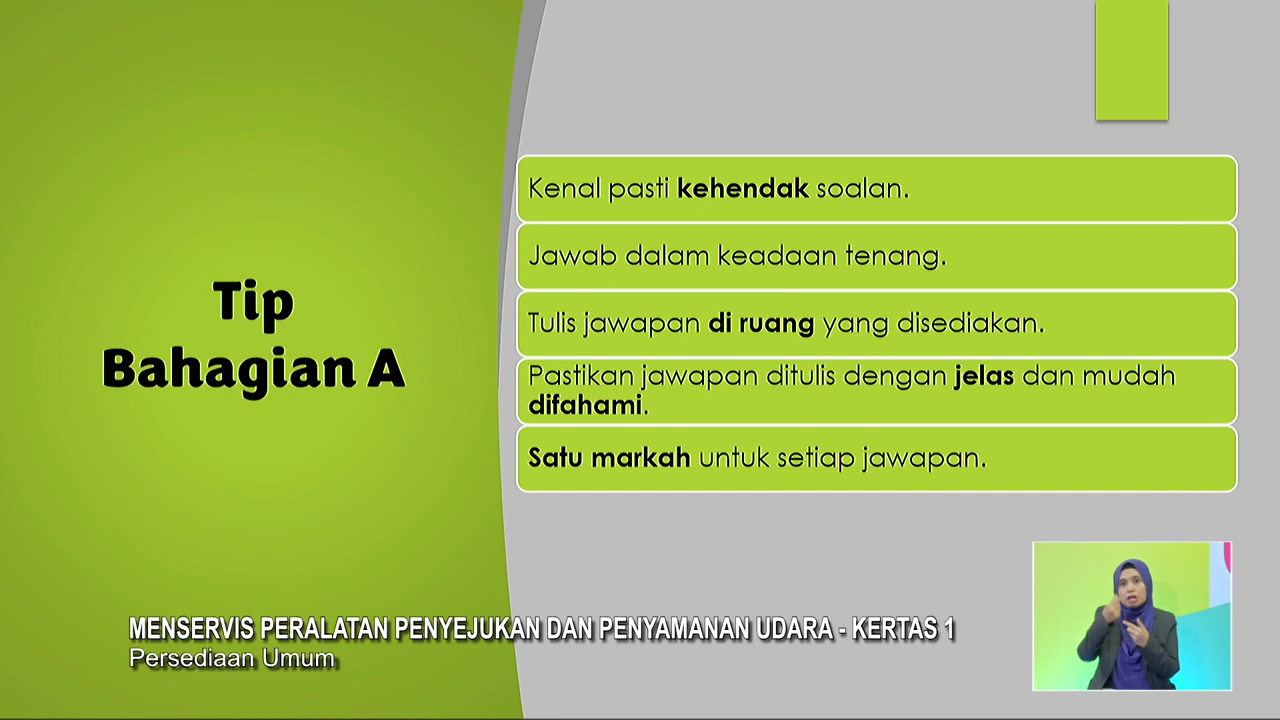 Tip
Bahagian A
Kenal pasti kehendak soalan.
Jawab dalam keadaan tenang.
Tulis jawapan di ruang yang disediakan.
Pastikan jawapan ditulis dengan jelas dan mudah
difahami.
Satu markah untuk setiap jawapan.
MENSERVIS PERALATAN PENYEJUKAN DAN PENYAMANAN UDARA - KERTAS 1
Persediaan Umum